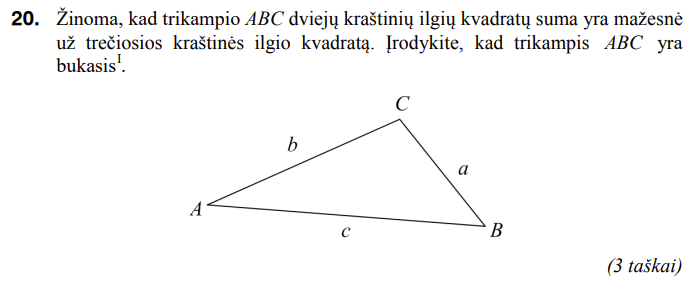 20. Žinoma, kad trikampio ABC dviejų kraštinių ilgių kvadratų suma yra mažesnė
už trečiosios kraštinės ilgio kvadratą. Įrodykite, kad trikampis ABC yra
bukasis¹.
C
b
a
A
B
c
(3 taškai)